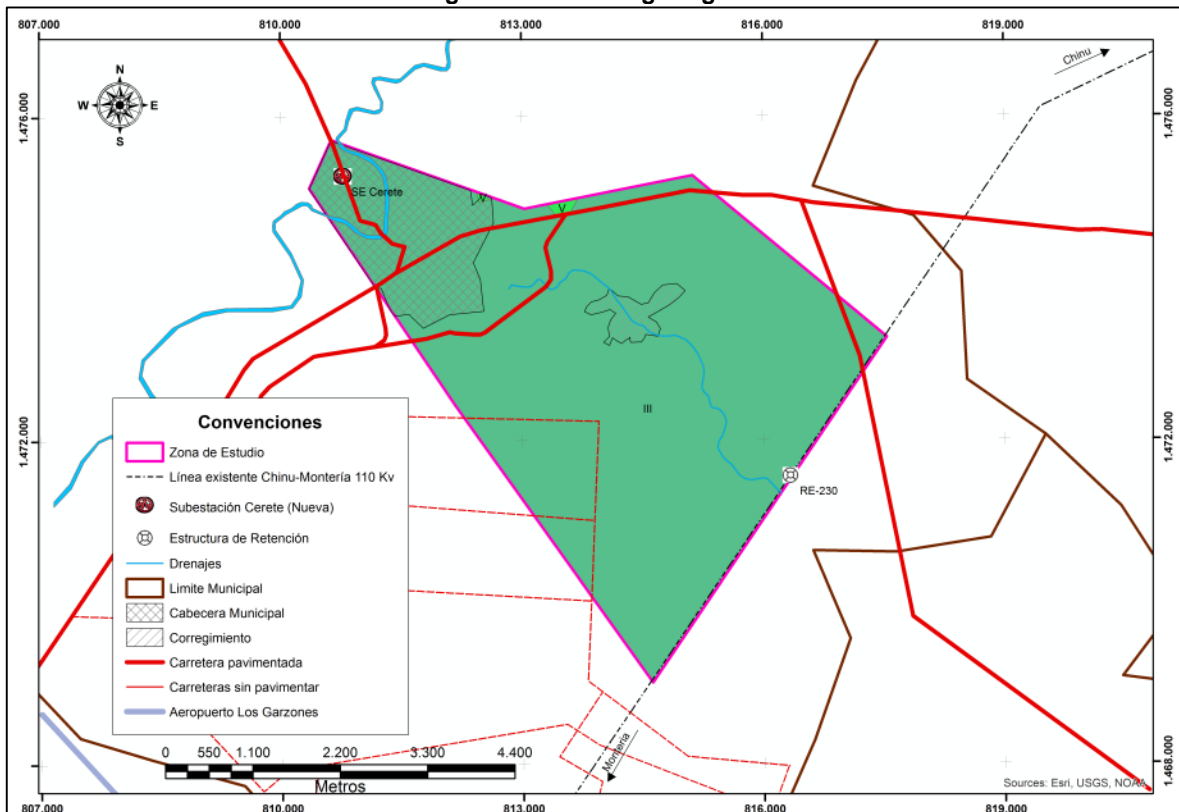 807.000 810.000 813.000 816.000 819.000
Chinu
N
W E
S
1.476.000 1.476.000
SE Cerete
V V
III
1.472.000 1.472.000
RE-230
Convenciones
Zona de Estudio
Línea existente Chinu-Montería 110 Kv
Subestación Cerete (Nueva)
Estructura de Retención
Drenajes
Limite Municipal
Cabecera Municipal
Corregimiento
Carretera pavimentada
Carreteras sin pavimentar
Aeropuerto Los Garzones
Montería
0 550 1.100 2.200 3.300 4.400
Metros
1.468.000
Sources: Esri, USGS, NOAA
807.000 810.000 813.000 816.000 819.000